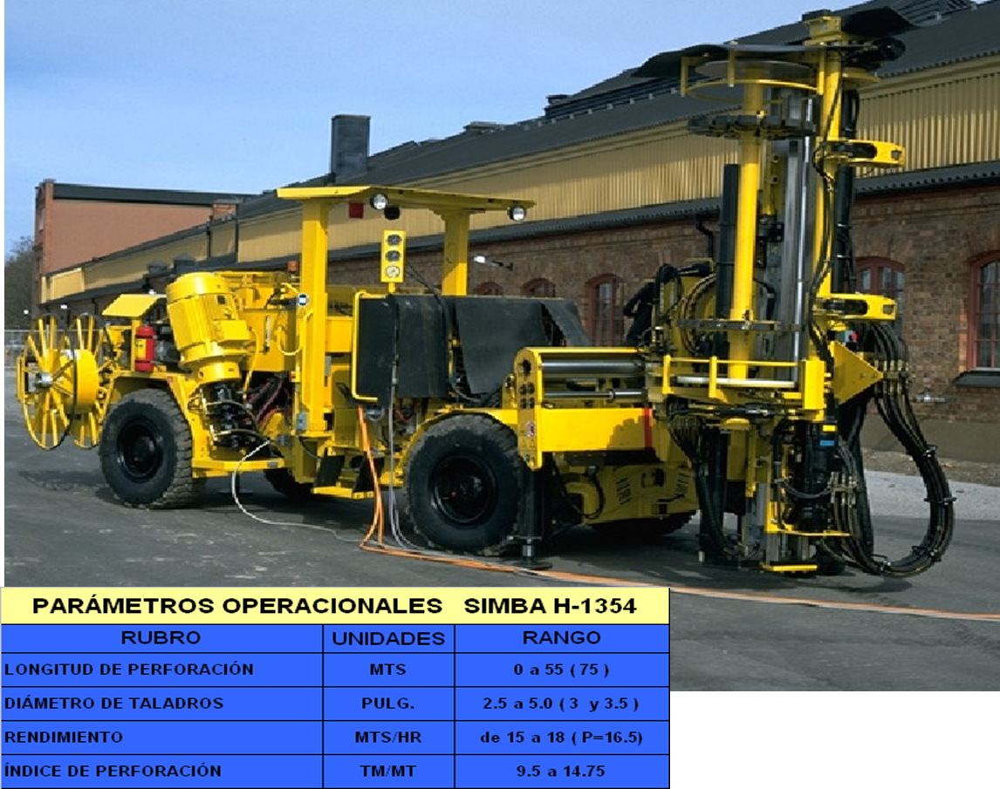 PARÁMETROS OPERACIONALES SIMBA H-1354
RUBRO UNIDADES RANGO
LONGITUD DE PERFORACIÓN MTS 0 a 55 ( 75 )
DIÁMETRO DE TALADROS PULG. 2.5 a 5.0 ( 3 y 3.5 )
RENDIMIENTO MTS/HR de 15 a 18 ( P=16.5)
ÍNDICE DE PERFORACIÓN TM/MT 9.5 a 14.75